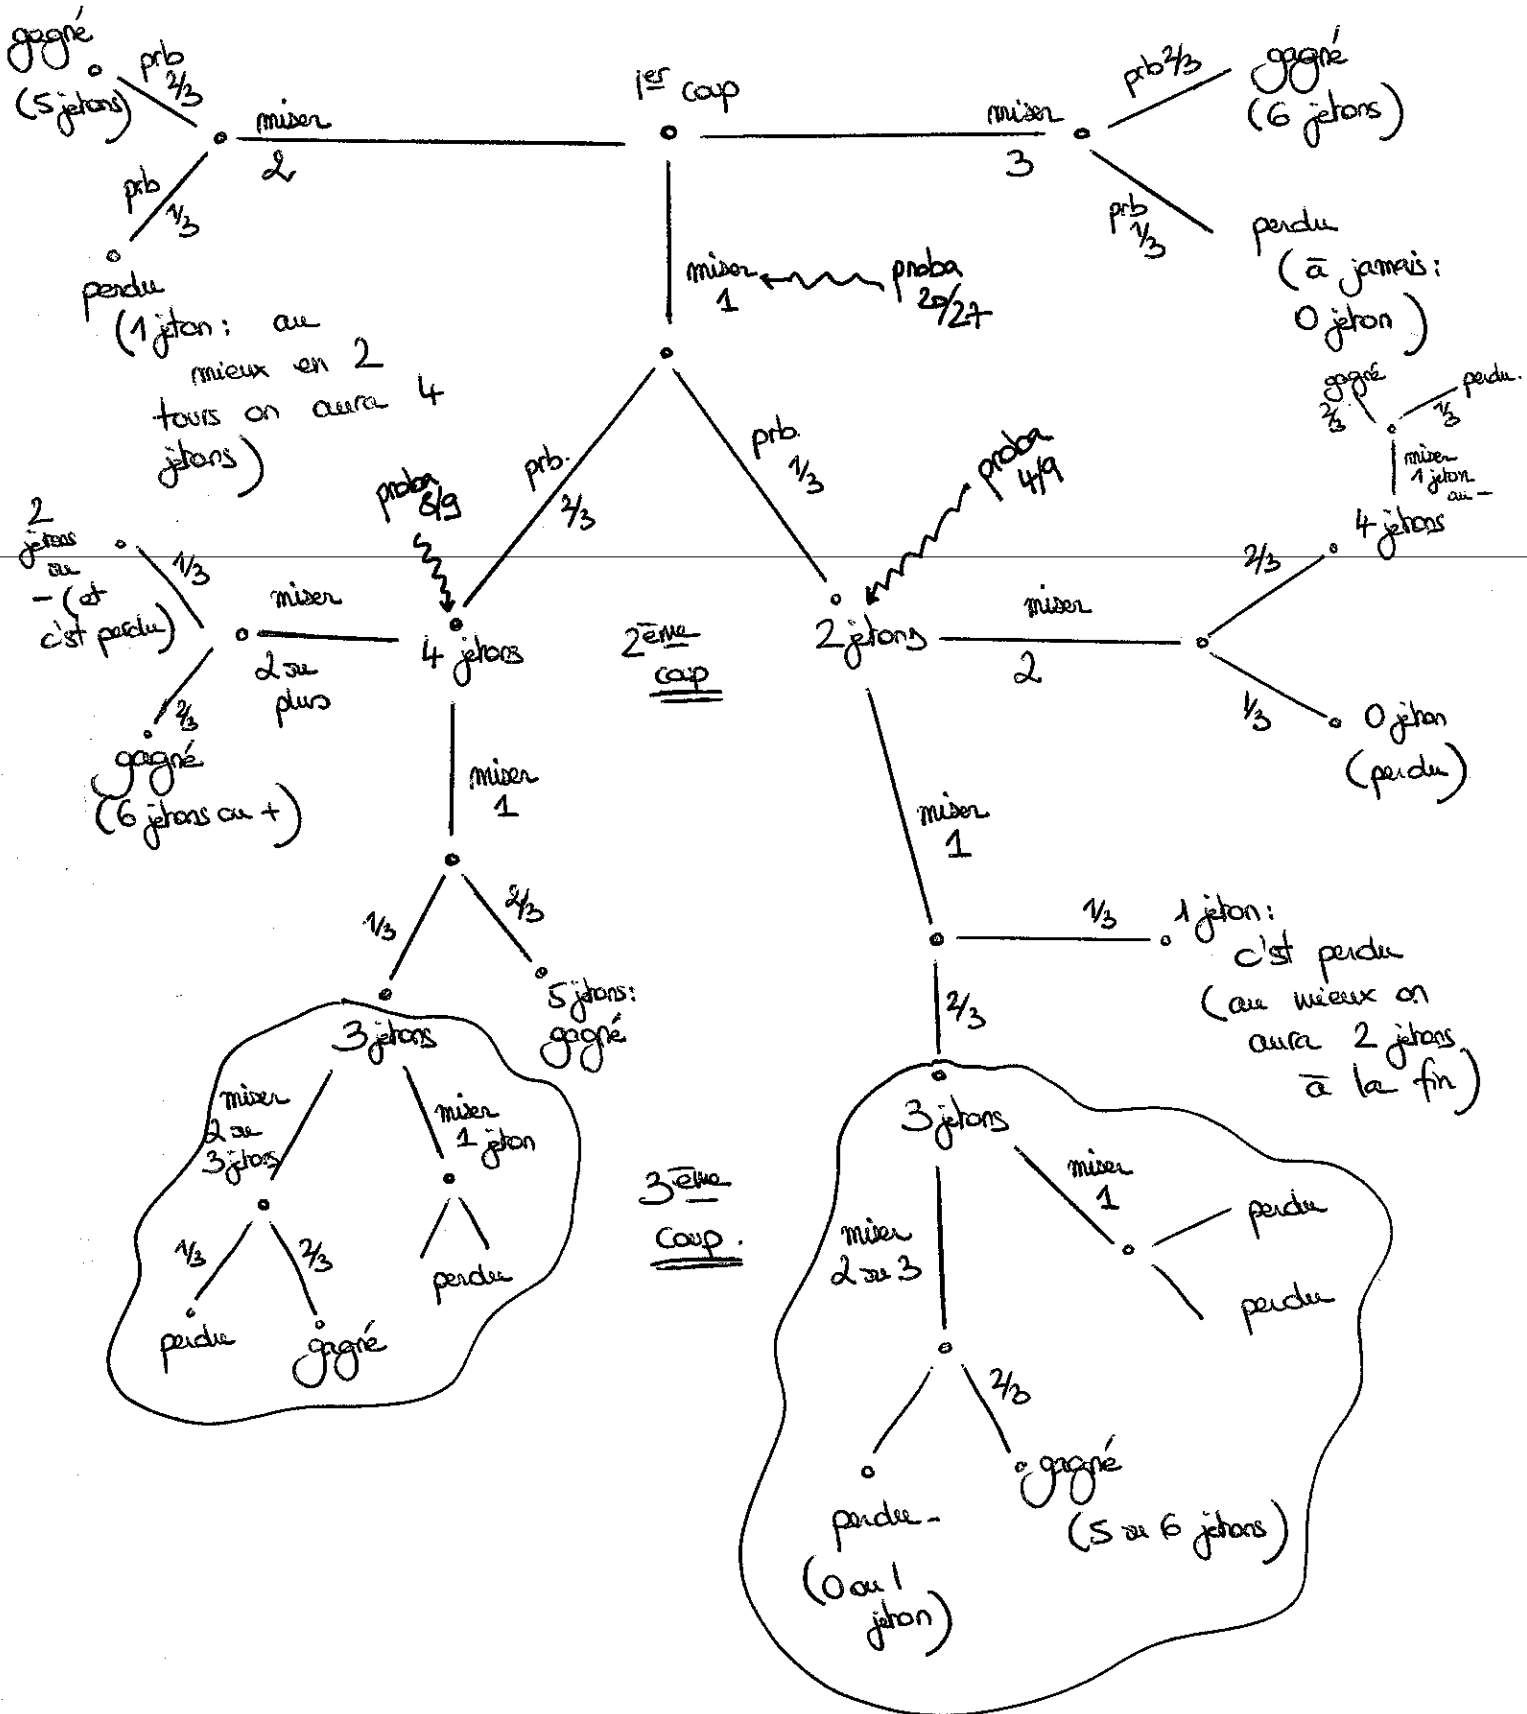 gagné
(5 jetons)
prb
2/3
miser
2
prb
1/3
perdu
(1 jeton: au
mieux en 2
tours on aura 4
jetons)
1er coup
miser
3
prb 2/3
gagné
(6 jetons)
prb
1/3
perdu
(à jamais:
0 jeton)
miser
1
proba
20/27
prb.
2/3
prb.
1/3
proba
8/9
proba
4/9
2
jetons
ou
- (et
c'est perdu)
1/3
miser
2 ou
plus
2/3
gagné
(6 jetons ou +)
4 jetons
2ème
coup
2 jetons
miser
2
2/3
4 jetons
miser
1 jeton
au -
gagné
2/3
perdu.
1/3
1/3
0 jeton
(perdu)
miser
1
1/3
2/3
5 jetons:
gagné
miser
1
1/3
1 jeton:
c'est perdu
(au mieux on
aura 2 jetons
à la fin)
2/3
3 jetons
miser
2 ou
3 jetons
miser
1 jeton
1/3
2/3
perdu
gagné
perdu
3ème
coup.
3 jetons
miser
1
perdu
perdu
miser
2 ou 3
2/3
gagné
(5 ou 6 jetons)
perdu-
(0 ou 1
jeton)